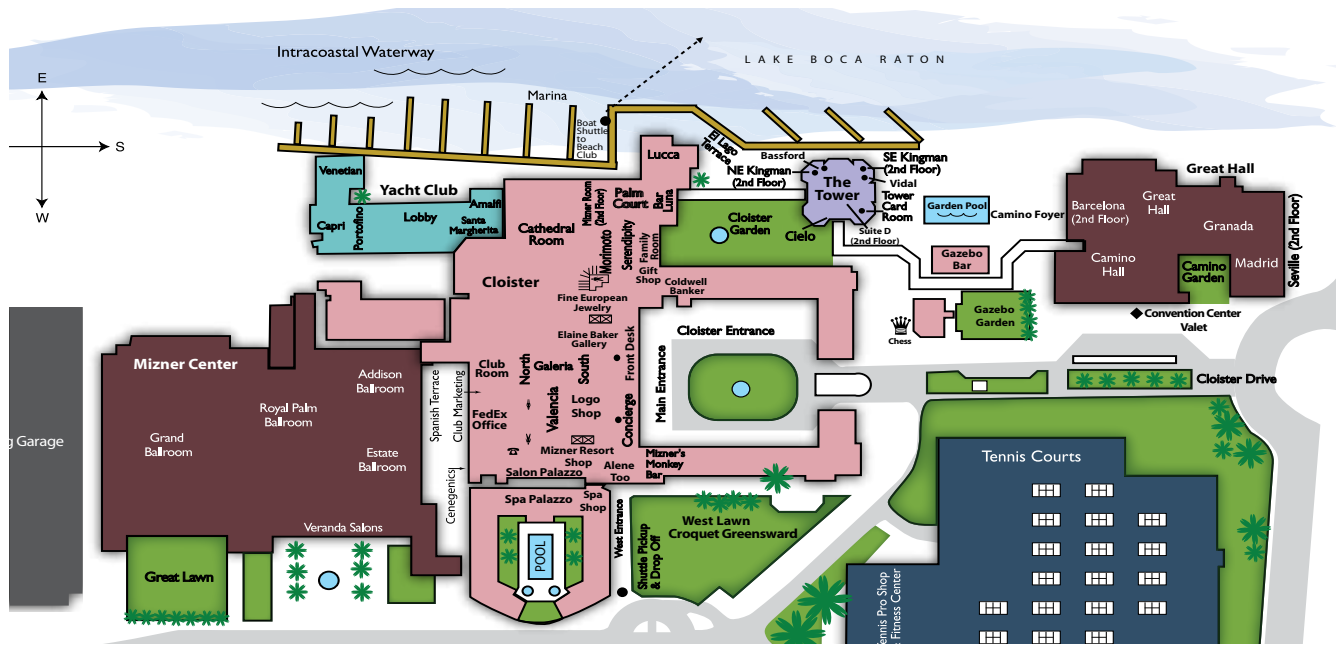 Intracoastal Waterway
LAKE BOCA RATON
E
S
W
Marina
Boat
Shuttle
to
Beach
Club
El Lago
Terrace
Lucca
Bassford
NE Kingman
(2nd Floor)
SE Kingman
(2nd Floor)
Vidal
The
Tower
Tower
Card
Room
Suite D
(2nd Floor)
Cielo
Garden Pool
Camino Foyer
Gazebo
Bar
Great Hall
Barcelona
(2nd Floor)
Great
Hall
Granada
Camino
Hall
Camino
Garden
Madrid
Seville (2nd Floor)
Convention Center
Valet
Venetian
Yacht Club
Capri
Portofino
Lobby
Amalfi
Santa
Margherita
Cathedral
Room
Mizner Room
(2nd Floor)
Palm
Court
Bar
Luna
Cloister
Garden
Morimoto
Serendipity
Family
Room
Gift
Shop
Coldwell
Banker
Cloister
Fine European
Jewelry
Elaine Baker
Gallery
Cloister Entrance
Chess
Gazebo
Garden
Mizner Center
Addison
Ballroom
Royal Palm
Ballroom
Grand
Ballroom
Estate
Ballroom
Veranda Salons
Great Lawn
g Garage
Spanish Terrace
Club Marketing
Cenegenics
Club
Room
North
Galeria
South
Front Desk
Main Entrance
FedEx
Office
Valencia
Logo
Shop
Concierge
Mizner Resort
Shop
Alene
Too
Mizner's
Monkey
Bar
Salon Palazzo
Spa Palazzo
Spa
Shop
POOL
West Entrance
Shuttle Pickup
& Drop Off
West Lawn
Croquet Greensward
Cloister Drive
Tennis Courts
Tennis Pro Shop
& Fitness Center